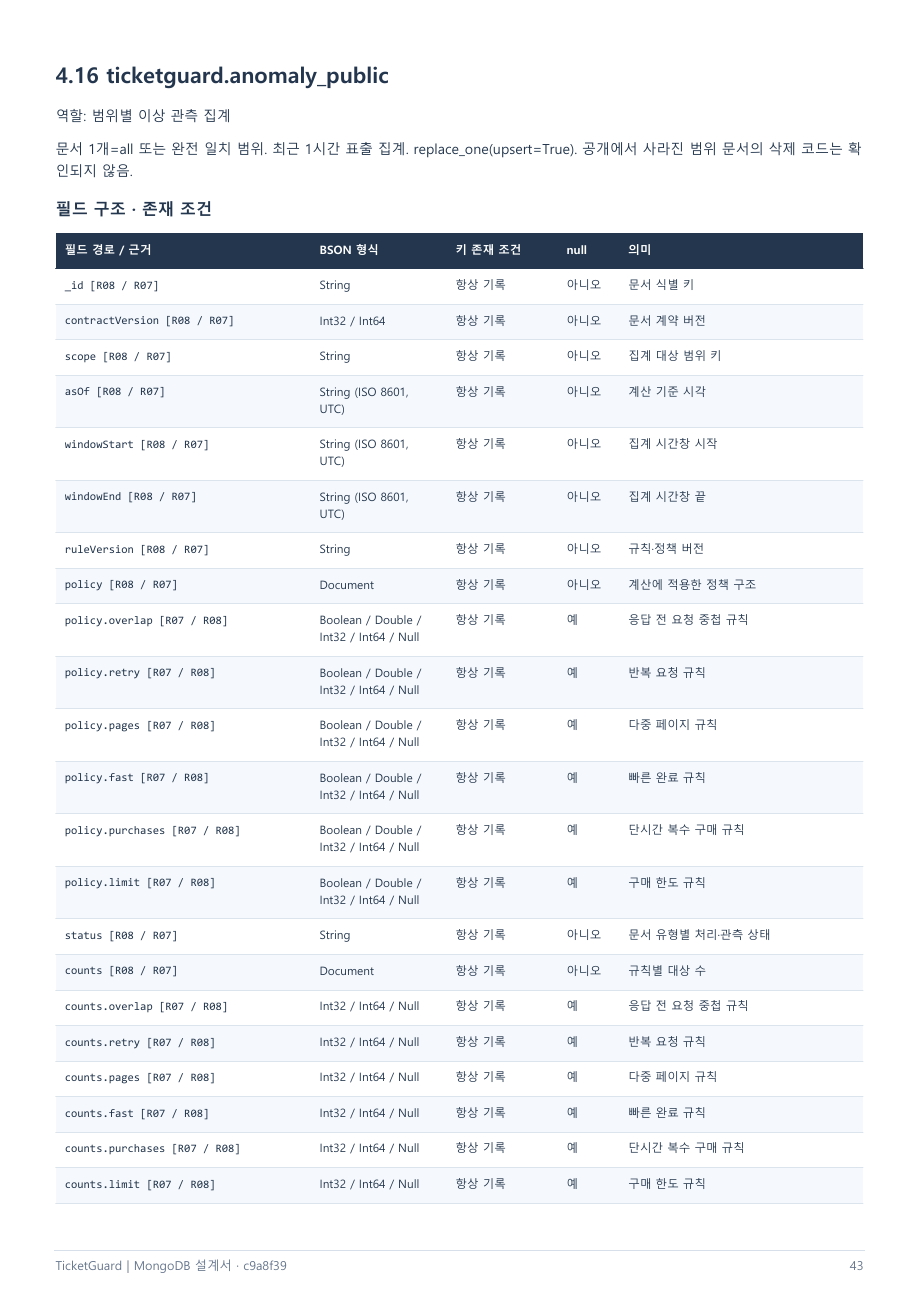 4.16 ticketguard.anomaly_public
역할: 범위별 이상 관측 집계
문서 1개=all 또는 완전 일치 범위. 최근 1시간 표출 집계. replace_one(upsert=True). 공개에서 사라진 범위 문서의 삭제 코드는 확
인되지 않음.
필드 구조 · 존재 조건
필드 경로 / 근거 BSON 형식 키 존재 조건 null 의미
_id [R08 / R07] String 항상 기록 아니오 문서 식별 키
contractVersion [R08 / R07] Int32 / Int64 항상 기록 아니오 문서 계약 버전
scope [R08 / R07] String 항상 기록 아니오 집계 대상 범위 키
asOf [R08 / R07] String (ISO 8601, 항상 기록 아니오 계산 기준 시각
UTC)
windowStart [R08 / R07] String (ISO 8601, 항상 기록 아니오 집계 시간창 시작
UTC)
windowEnd [R08 / R07] String (ISO 8601, 항상 기록 아니오 집계 시간창 끝
UTC)
ruleVersion [R08 / R07] String 항상 기록 아니오 규칙·정책 버전
policy [R08 / R07] Document 항상 기록 아니오 계산에 적용한 정책 구조
policy.overlap [R07 / R08] Boolean / Double / 항상 기록 예 응답 전 요청 중첩 규칙
Int32 / Int64 / Null
policy.retry [R07 / R08] Boolean / Double / 항상 기록 예 반복 요청 규칙
Int32 / Int64 / Null
policy.pages [R07 / R08] Boolean / Double / 항상 기록 예 다중 페이지 규칙
Int32 / Int64 / Null
policy.fast [R07 / R08] Boolean / Double / 항상 기록 예 빠른 완료 규칙
Int32 / Int64 / Null
policy.purchases [R07 / R08] Boolean / Double / 항상 기록 예 단시간 복수 구매 규칙
Int32 / Int64 / Null
policy.limit [R07 / R08] Boolean / Double / 항상 기록 예 구매 한도 규칙
Int32 / Int64 / Null
status [R08 / R07] String 항상 기록 아니오 문서 유형별 처리·관측 상태
counts [R08 / R07] Document 항상 기록 아니오 규칙별 대상 수
counts.overlap [R07 / R08] Int32 / Int64 / Null 항상 기록 예 응답 전 요청 중첩 규칙
counts.retry [R07 / R08] Int32 / Int64 / Null 항상 기록 예 반복 요청 규칙
counts.pages [R07 / R08] Int32 / Int64 / Null 항상 기록 예 다중 페이지 규칙
counts.fast [R07 / R08] Int32 / Int64 / Null 항상 기록 예 빠른 완료 규칙
counts.purchases [R07 / R08] Int32 / Int64 / Null 항상 기록 예 단시간 복수 구매 규칙
counts.limit [R07 / R08] Int32 / Int64 / Null 항상 기록 예 구매 한도 규칙
TicketGuard | MongoDB 설계서 · c9a8f39 43